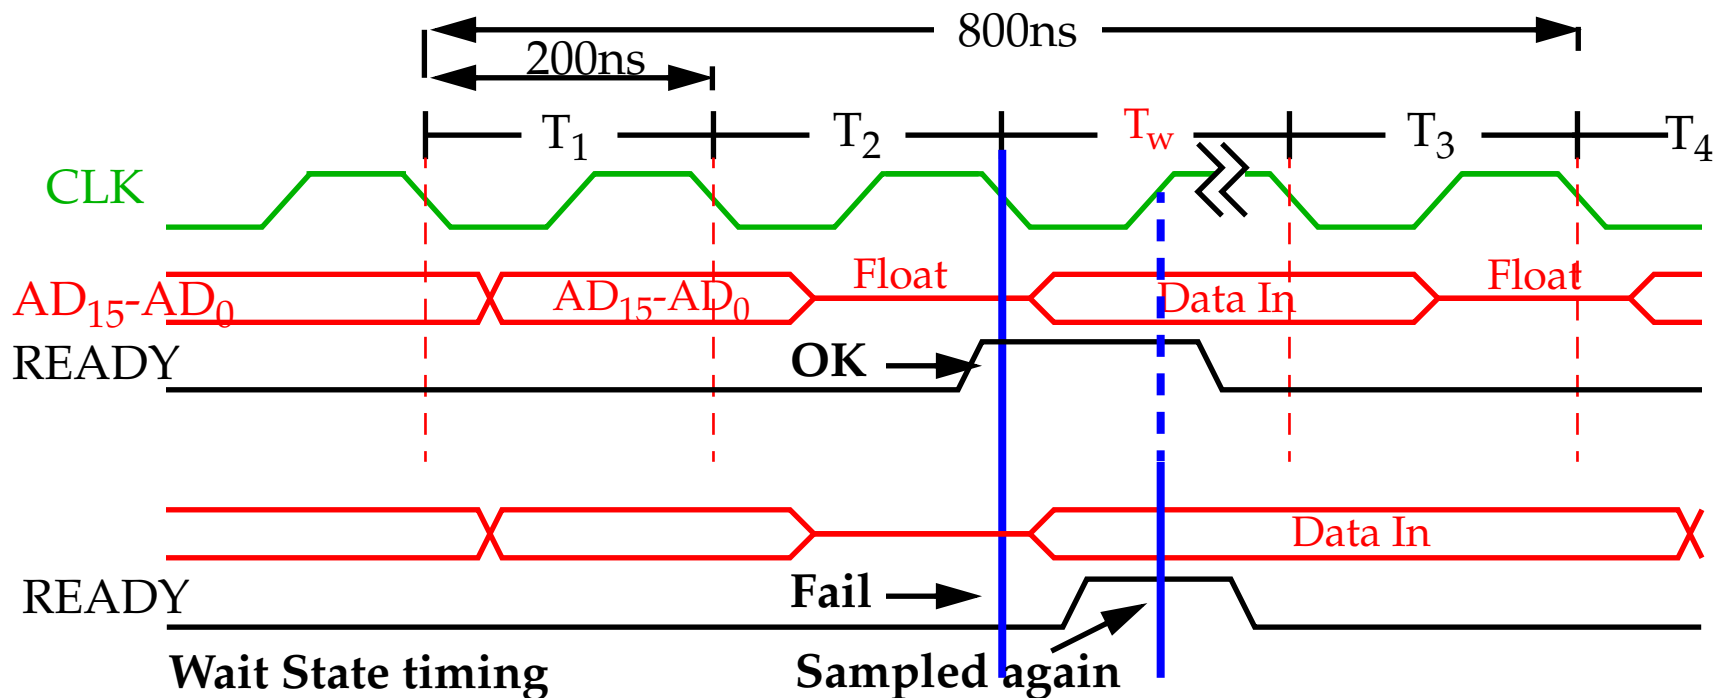 800ns
200ns
T₁ T₂ T_w T₃ T₄
CLK
AD₁₅-AD₀ AD₁₅-AD₀ Float Data In Float
READY OK
Data In
READY Fail
Wait State timing Sampled again